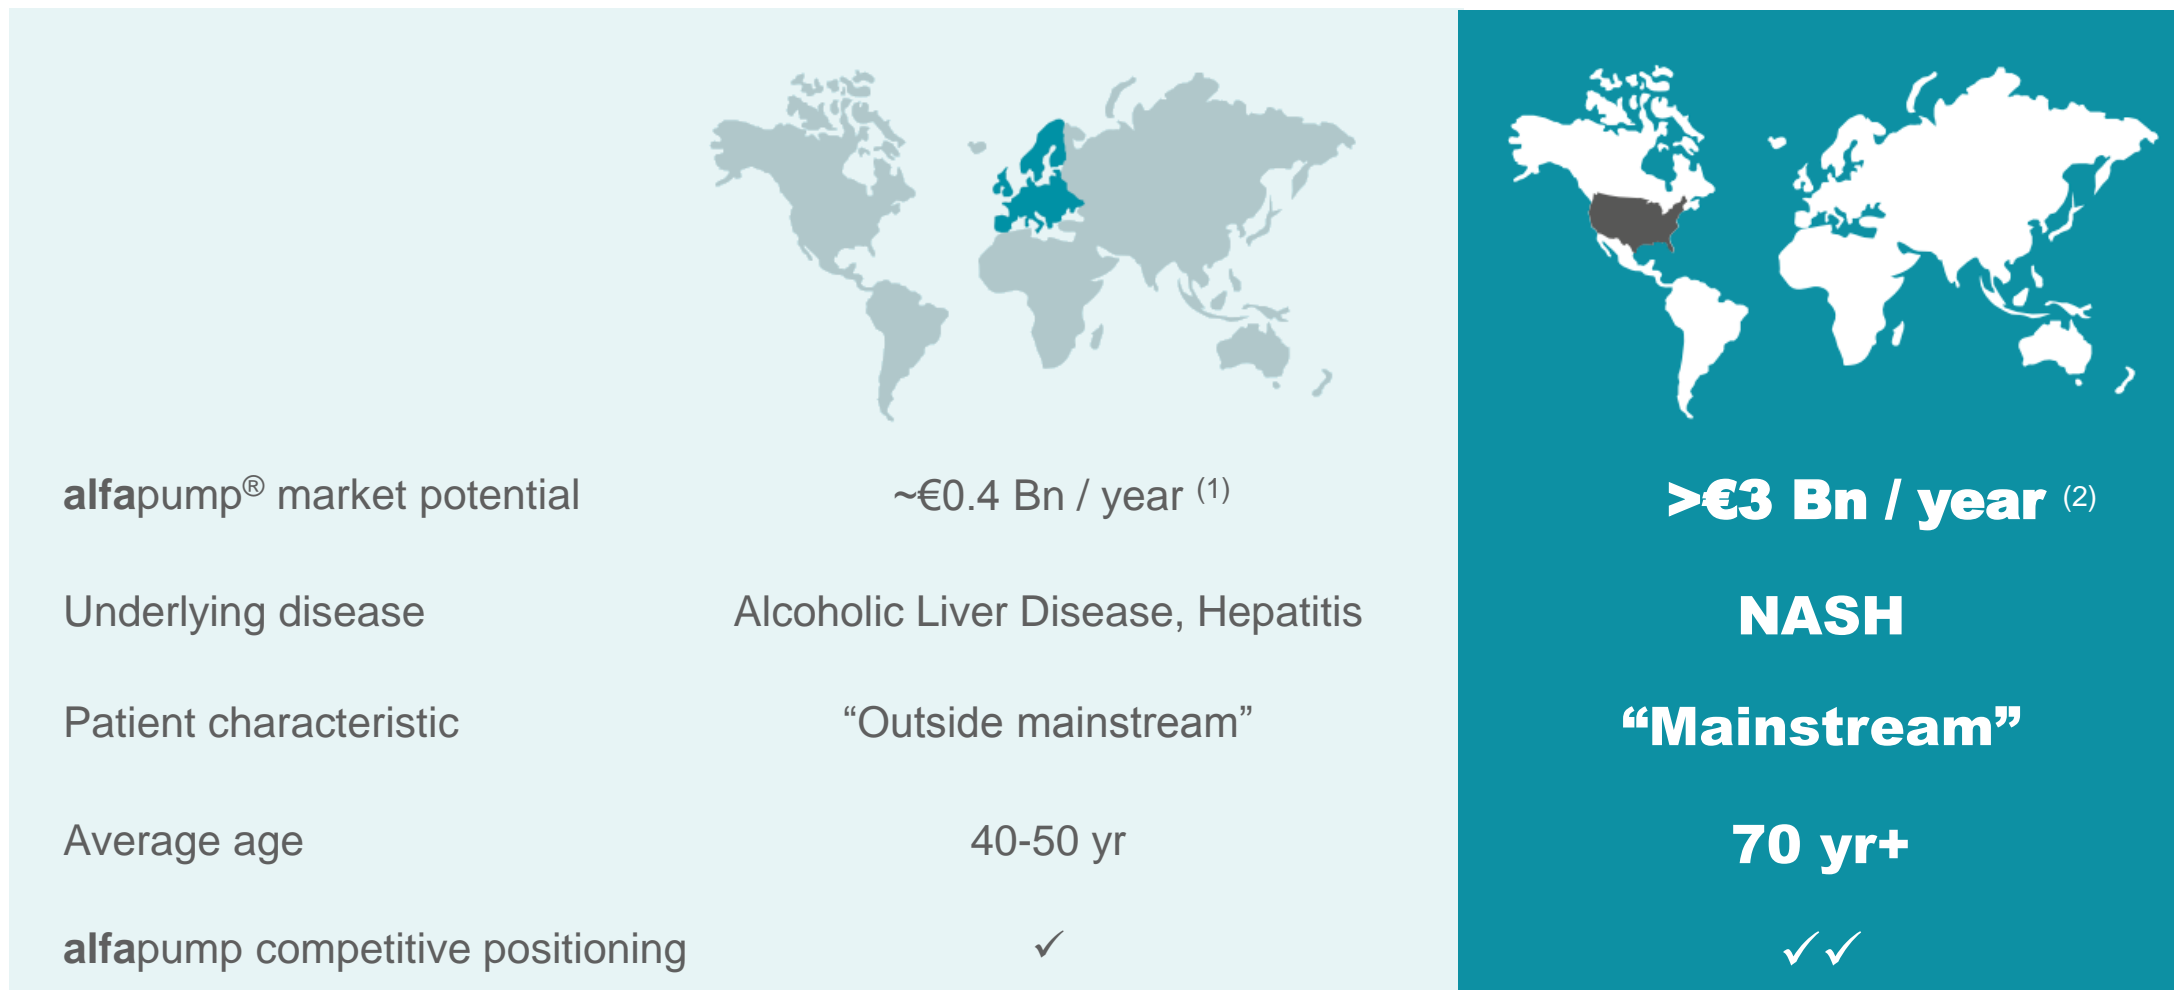 alfapump® market potential ~€0.4 Bn / year (1) >€3 Bn / year (2)
Underlying disease Alcoholic Liver Disease, Hepatitis NASH
Patient characteristic “Outside mainstream” “Mainstream”
Average age 40-50 yr 70 yr+
alfapump competitive positioning ✓ ✓✓